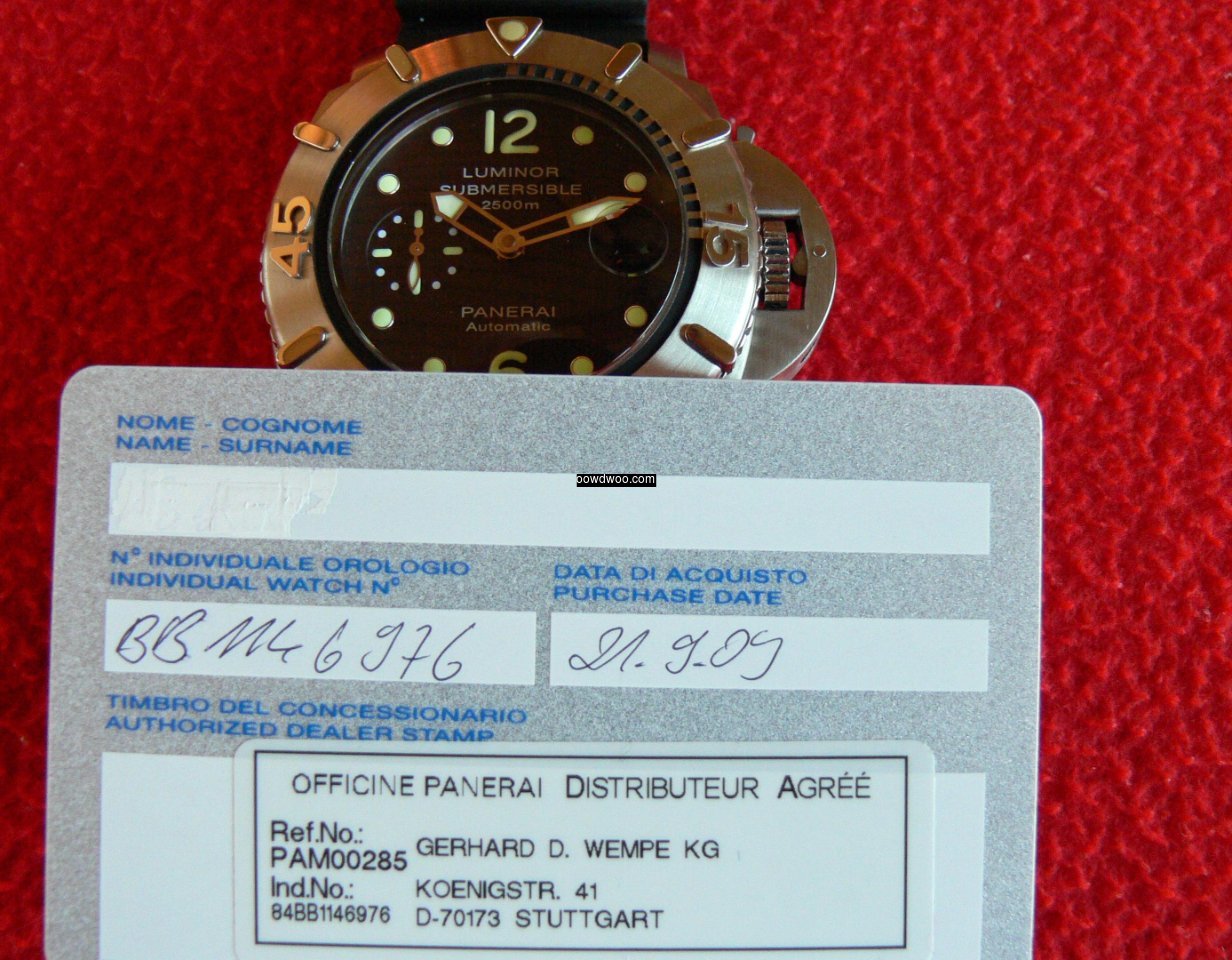 12
LUMINOR
SUBMERSIBLE
2500m
45
15
PANERAI
Automatic
6
NOME - COGNOME
NAME - SURNAME
oowdwoo.com
N° INDIVIDUALE OROLOGIO
INDIVIDUAL WATCH N°
DATA DI ACQUISTO
PURCHASE DATE
BB1146976
21.9.09
TIMBRO DEL CONCESSIONARIO
AUTHORIZED DEALER STAMP
OFFICINE PANERAI DISTRIBUTEUR AGRÉÉ
Ref.No.:
PAM00285 GERHARD D. WEMPE KG
Ind.No.: KOENIGSTR. 41
84BB1146976 D-70173 STUTTGART